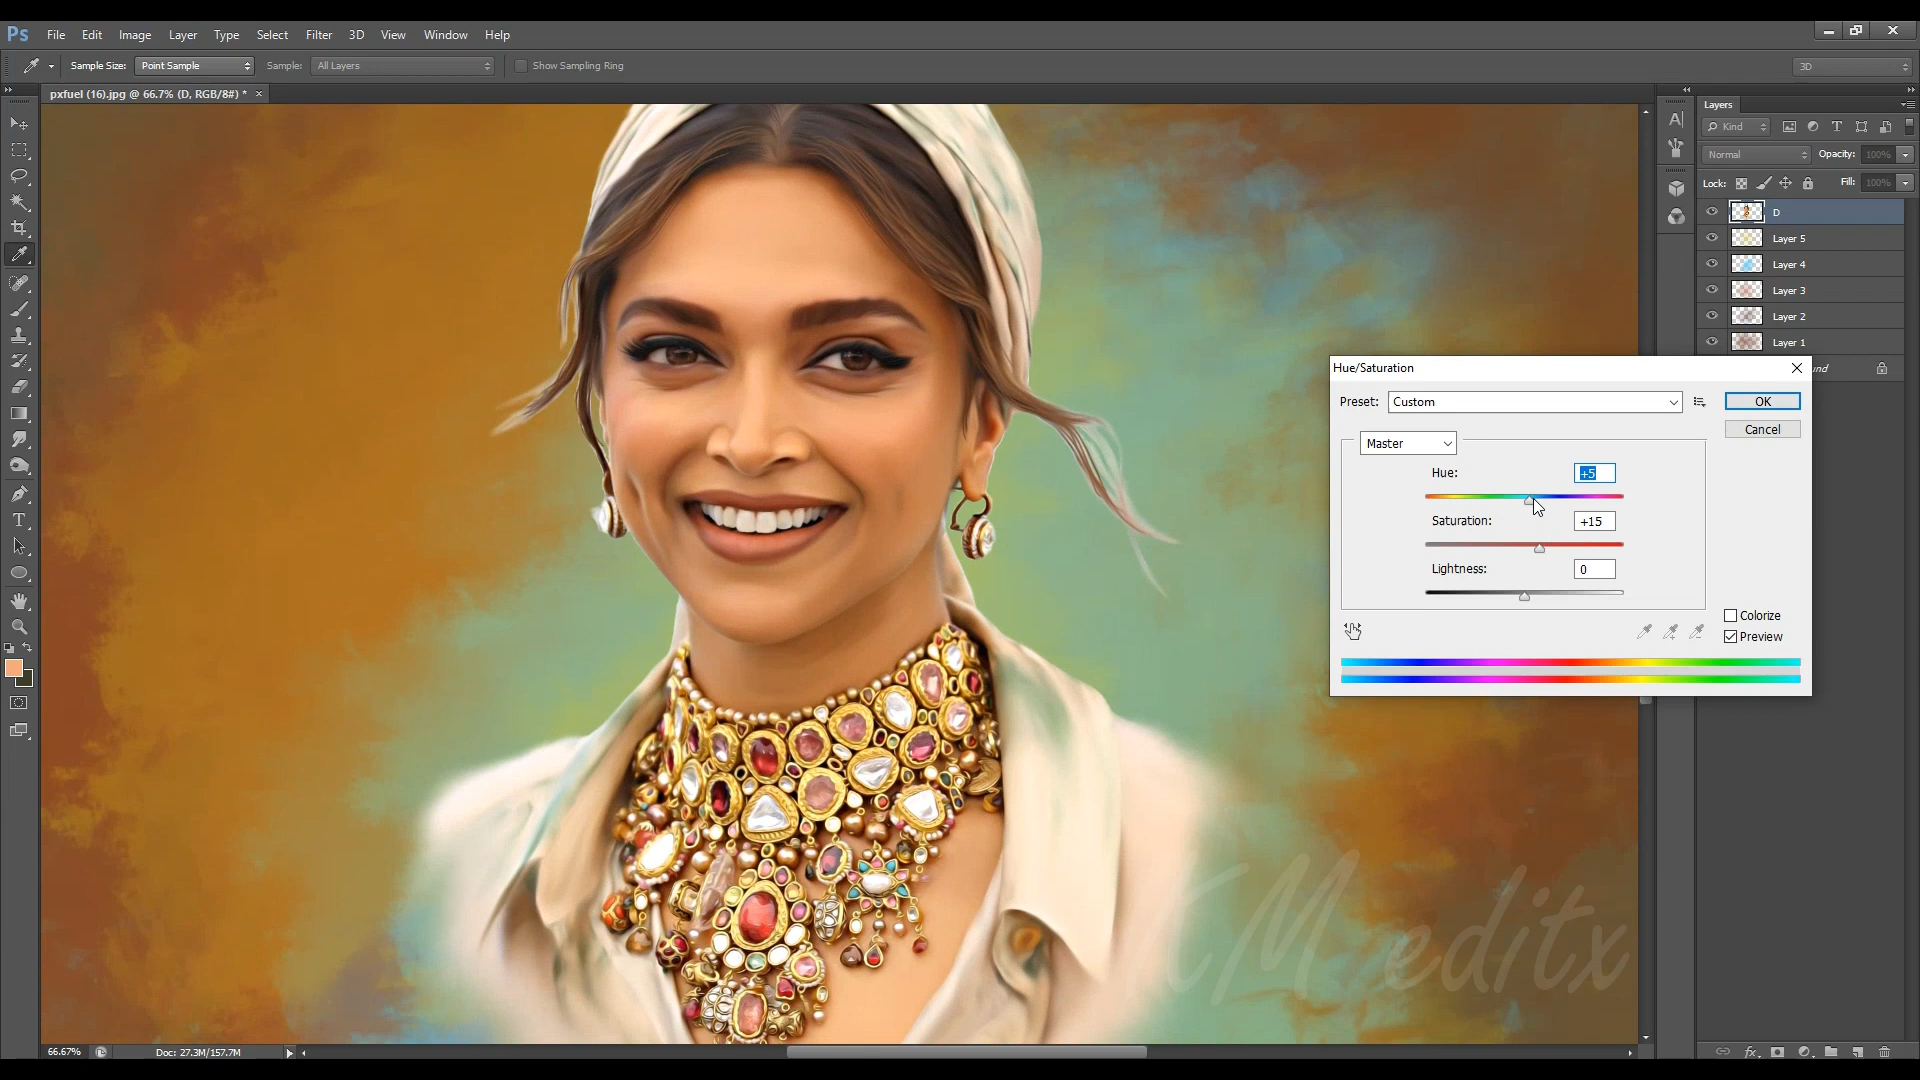 Ps File Edit Image Layer Type Select Filter 3D View Window Help
Sample Size: Point Sample Sample: All Layers Show Sampling Ring 3D
pxfuel (16).jpg @ 66.7% (D, RGB/8#) * ×
Layers
Kind
Normal Opacity: 100%
Lock: Fill: 100%
D
Layer 5
Layer 4
Layer 3
Layer 2
Layer 1
Hue/Saturation
Preset: Custom OK
Cancel
Master
Hue: +5
Saturation: +15
Lightness: 0
Colorize
Preview
M editx
66.67% Doc: 27.3M/157.7M